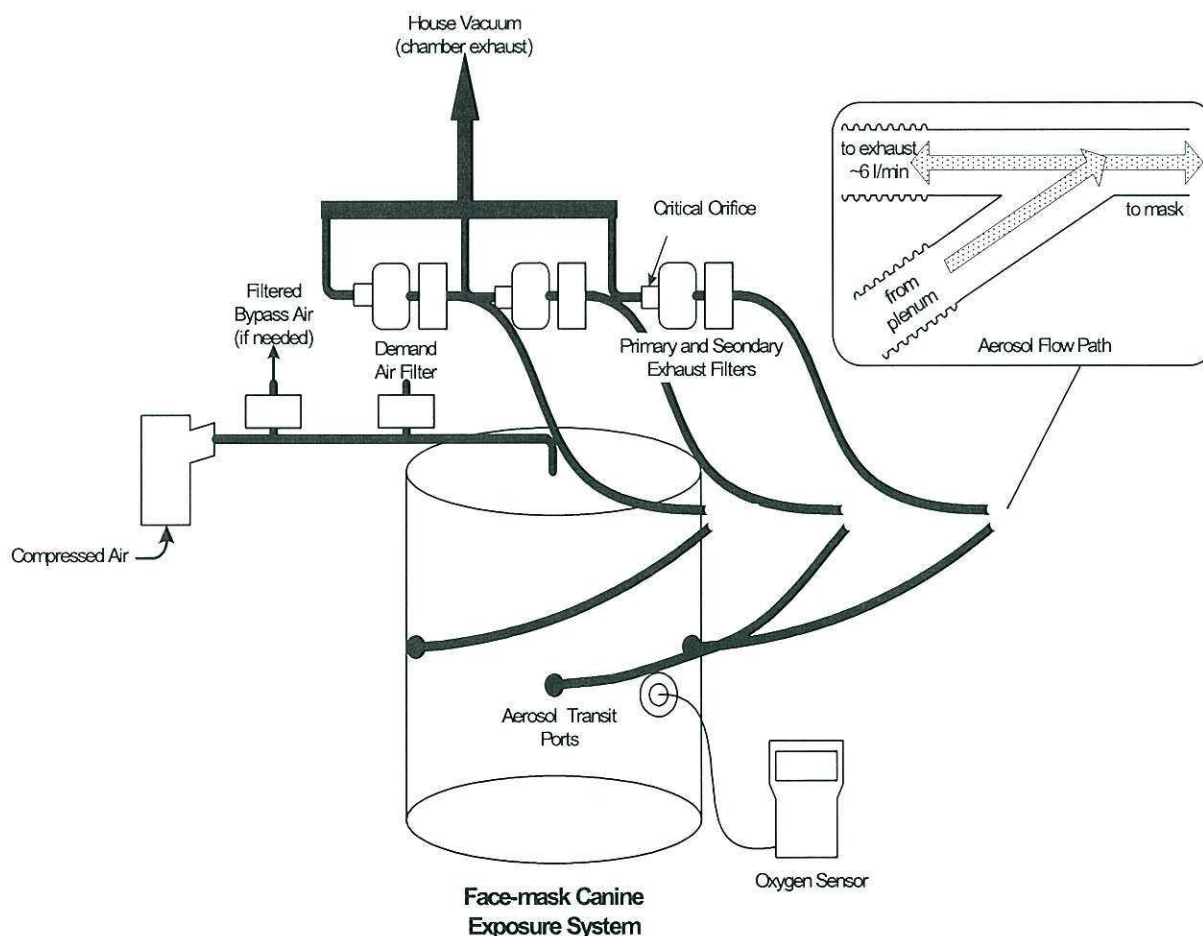 House Vacuum
(chamber exhaust)
to exhaust
~6 l/min
to mask
from
plenum
Aerosol Flow Path
Critical Orifice
Filtered
Bypass Air
(if needed)
Demand
Air Filter
Primary and Seondary
Exhaust Filters
Compressed Air
Aerosol Transit
Ports
Oxygen Sensor
Face-mask Canine
Exposure System